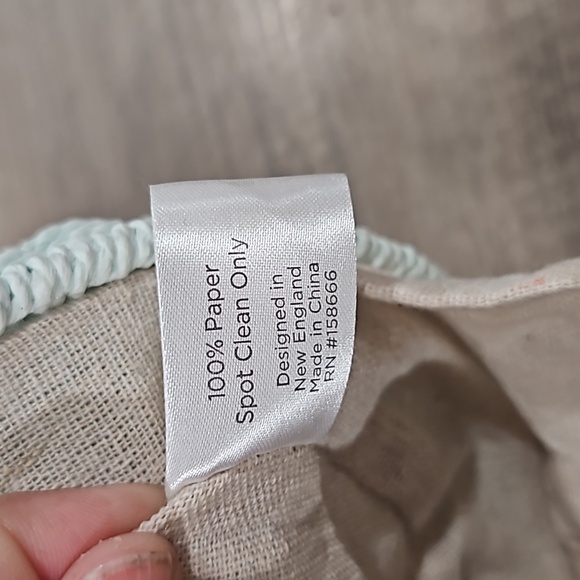 100% Paper
Spot Clean Only
Designed in
New England
Made in China
RN #158666